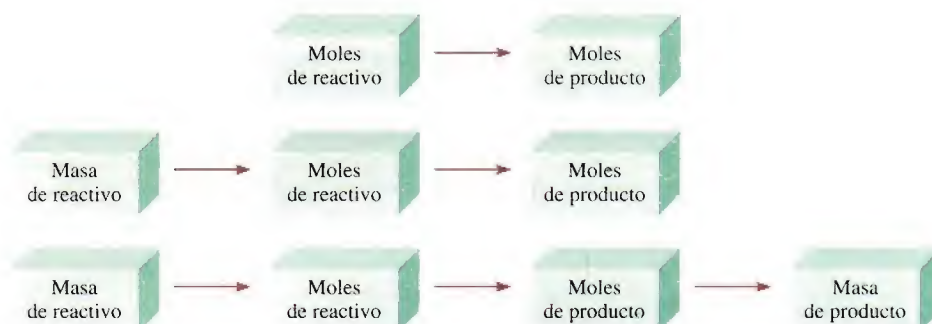 Moles
de reactivo
Moles
de producto
Masa
de reactivo
Moles
de reactivo
Moles
de producto
Masa
de reactivo
Moles
de reactivo
Moles
de producto
Masa
de producto